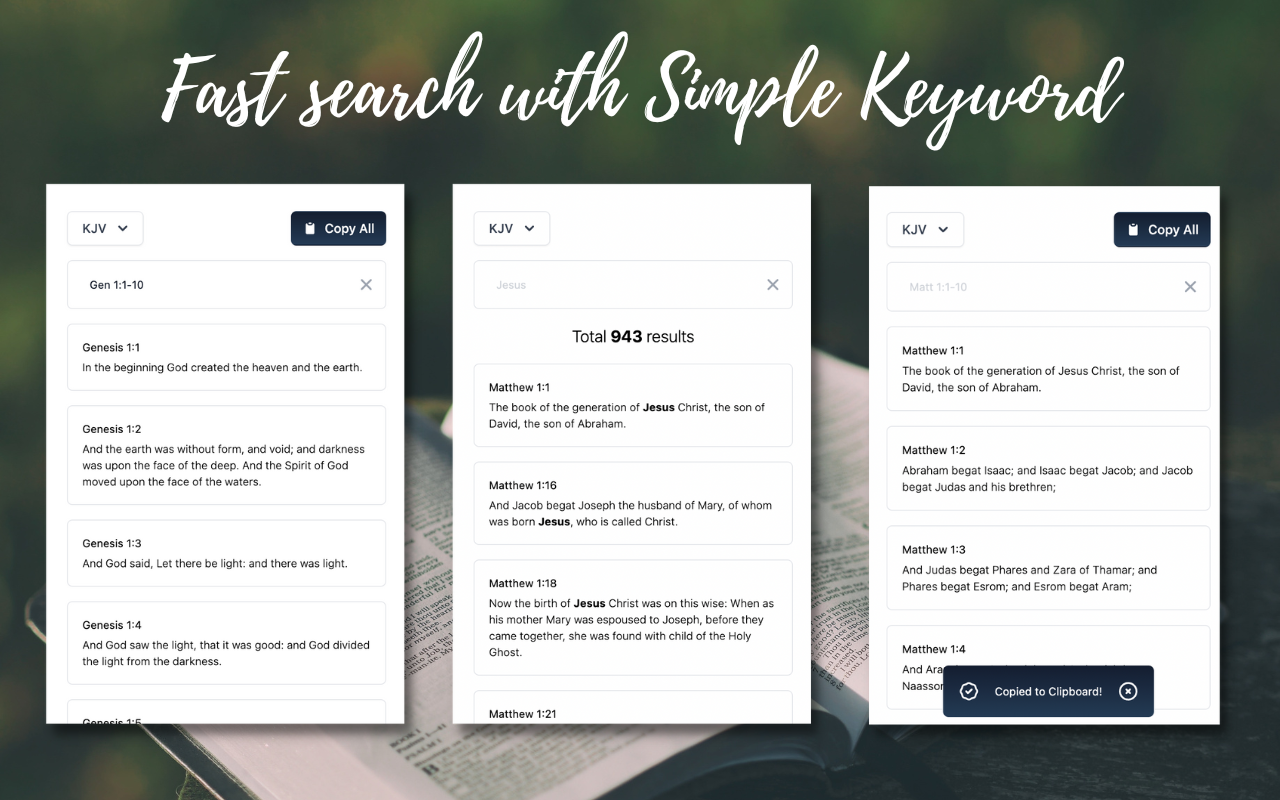 Fast search with Simple Keyword
KJV
Copy All
Gen 1:1-10
Genesis 1:1
In the beginning God created the heaven and the earth.
Genesis 1:2
And the earth was without form, and void; and darkness
was upon the face of the deep. And the Spirit of God
moved upon the face of the waters.
Genesis 1:3
And God said, Let there be light: and there was light.
Genesis 1:4
And God saw the light, that it was good: and God divided
the light from the darkness.
Genesis 1:5
KJV
Jesus
Total 943 results
Matthew 1:1
The book of the generation of Jesus Christ, the son of
David, the son of Abraham.
Matthew 1:16
And Jacob begat Joseph the husband of Mary, of whom
was born Jesus, who is called Christ.
Matthew 1:18
Now the birth of Jesus Christ was on this wise: When as
his mother Mary was espoused to Joseph, before they
came together, she was found with child of the Holy
Ghost.
Matthew 1:21
KJV
Copy All
Matt 1:1-10
Matthew 1:1
The book of the generation of Jesus Christ, the son of
David, the son of Abraham.
Matthew 1:2
Abraham begat Isaac; and Isaac begat Jacob; and Jacob
begat Judas and his brethren;
Matthew 1:3
And Judas begat Phares and Zara of Thamar; and
Phares begat Esrom; and Esrom begat Aram;
Matthew 1:4
And
Copied to Clipboard!
BOOK I